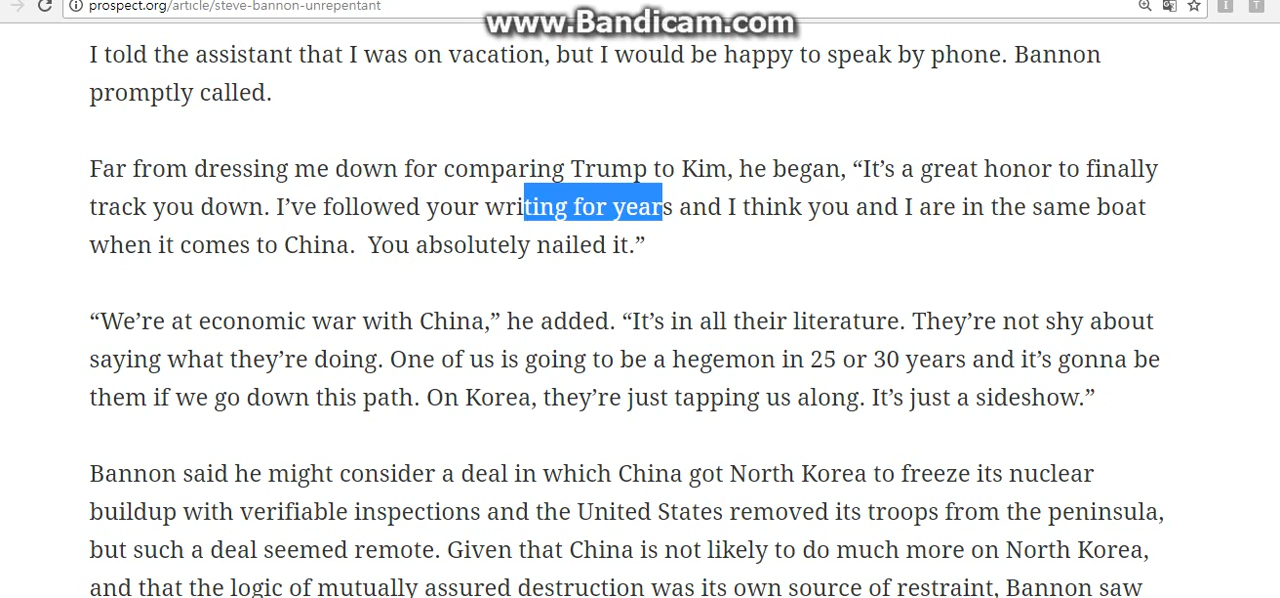 prospect.org/article/steve-bannon-unrepentant
www.Bandicam.com
I told the assistant that I was on vacation, but I would be happy to speak by phone. Bannon
promptly called.
Far from dressing me down for comparing Trump to Kim, he began, “It’s a great honor to finally
track you down. I’ve followed your writing for years and I think you and I are in the same boat
when it comes to China.  You absolutely nailed it.”
“We’re at economic war with China,” he added. “It’s in all their literature. They’re not shy about
saying what they’re doing. One of us is going to be a hegemon in 25 or 30 years and it’s gonna be
them if we go down this path. On Korea, they’re just tapping us along. It’s just a sideshow.”
Bannon said he might consider a deal in which China got North Korea to freeze its nuclear
buildup with verifiable inspections and the United States removed its troops from the peninsula,
but such a deal seemed remote. Given that China is not likely to do much more on North Korea,
and that the logic of mutually assured destruction was its own source of restraint, Bannon saw